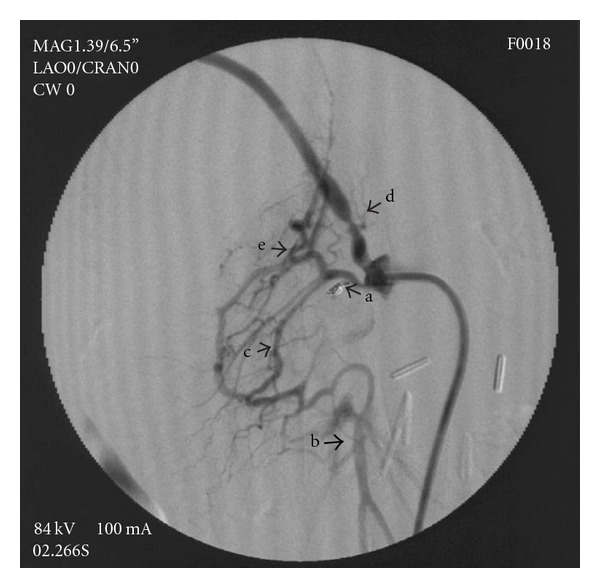 MAG1.39/6.5”
LAO0/CRAN0
CW 0
F0018
d
e
a
c
b
84 kV 100 mA
02.266S